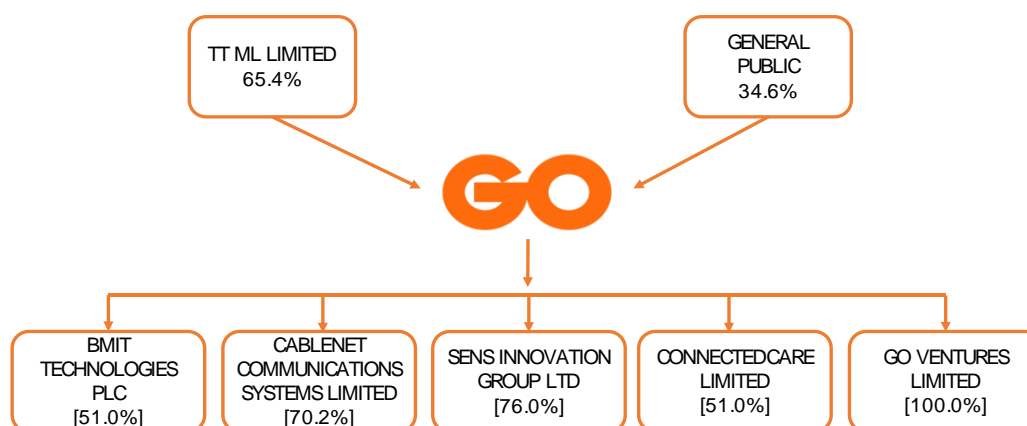 TT ML LIMITED
65.4%
GENERAL
PUBLIC
34.6%
GO
BMIT
TECHNOLOGIES
PLC
[51.0%]
CABLENET
COMMUNICATIONS
SYSTEMS LIMITED
[70.2%]
SENS INNOVATION
GROUP LTD
[76.0%]
CONNECTEDCARE
LIMITED
[51.0%]
GO VENTURES
LIMITED
[100.0%]